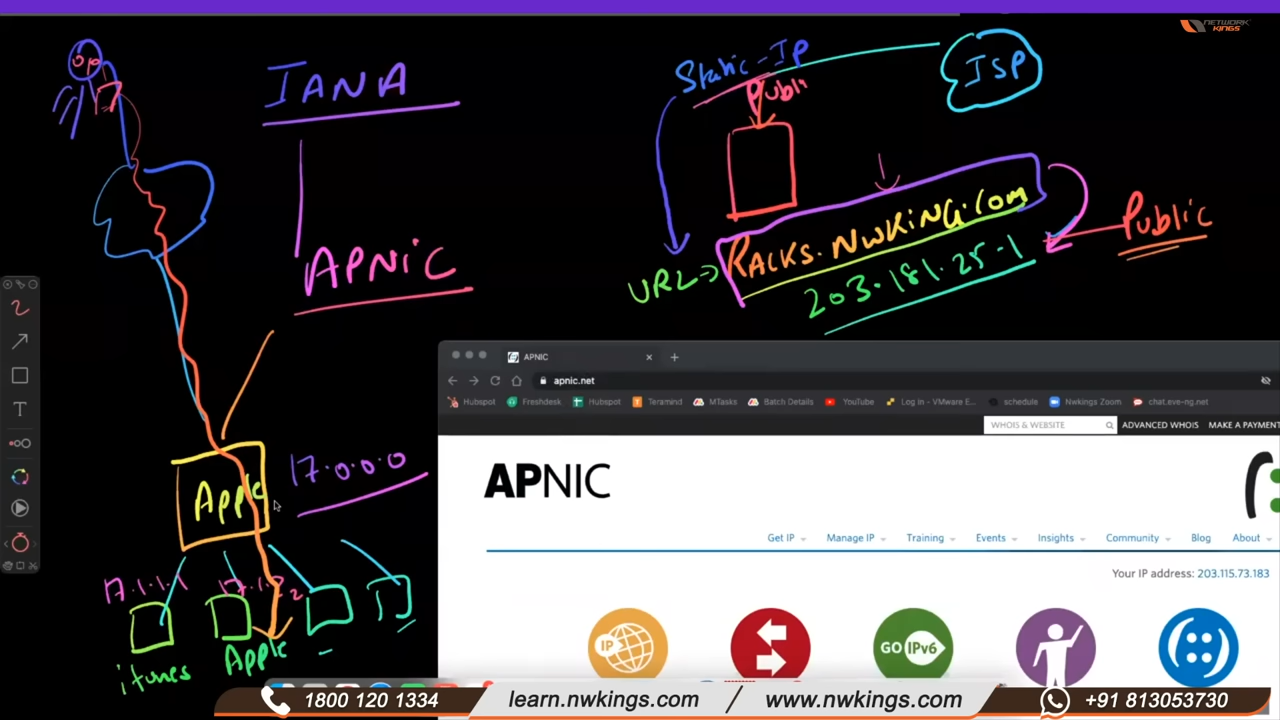 NETWORK
KINGS
IANA
APNIC
Static-IP
Publi
ISP
RACKS.NWKING.COM
URL->
203.181.25.1
Public
Apple
17.0.0.0
17.1.1.1
iTunes
Apple
APNIC
apnic.net
Hubspot
Freshdesk
Hubspot
Teramind
MTasks
Batch Details
YouTube
Log in – VMware E...
schedule
Nwkings Zoom
chat.eve-ng.net
WHOIS & WEBSITE
ADVANCED WHOIS
MAKE A PAYMENT
APNIC
Get IP
Manage IP
Training
Events
Insights
Community
Blog
About
Your IP address: 203.115.73.183
IP
GO IPv6
1800 120 1334
learn.nwkings.com
www.nwkings.com
+91 813053730